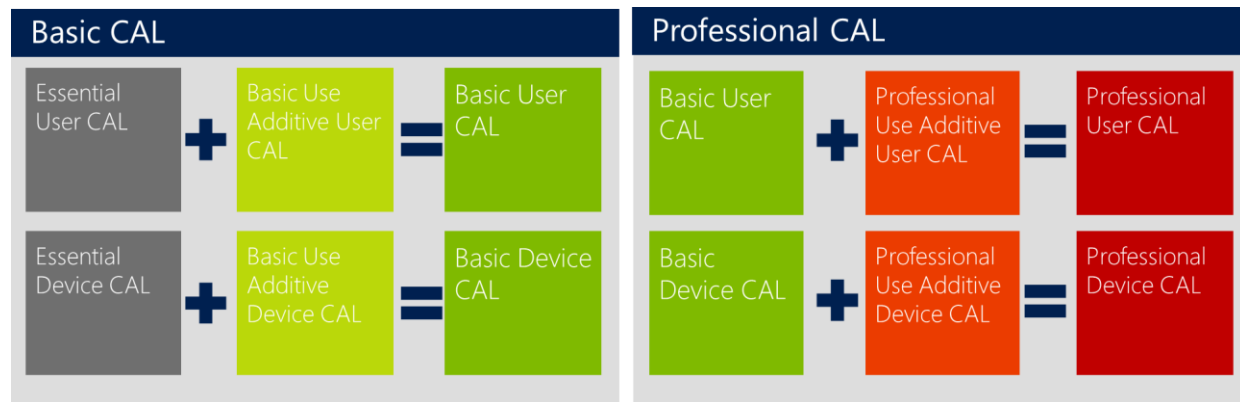 Basic CAL
Essential
User CAL
Basic Use
Additive User
CAL
Basic User
CAL
Essential
Device CAL
Basic Use
Additive
Device CAL
Basic Device
CAL
Professional CAL
Basic User
CAL
Professional
Use Additive
User CAL
Professional
User CAL
Basic
Device CAL
Professional
Use Additive
Device CAL
Professional
Device CAL